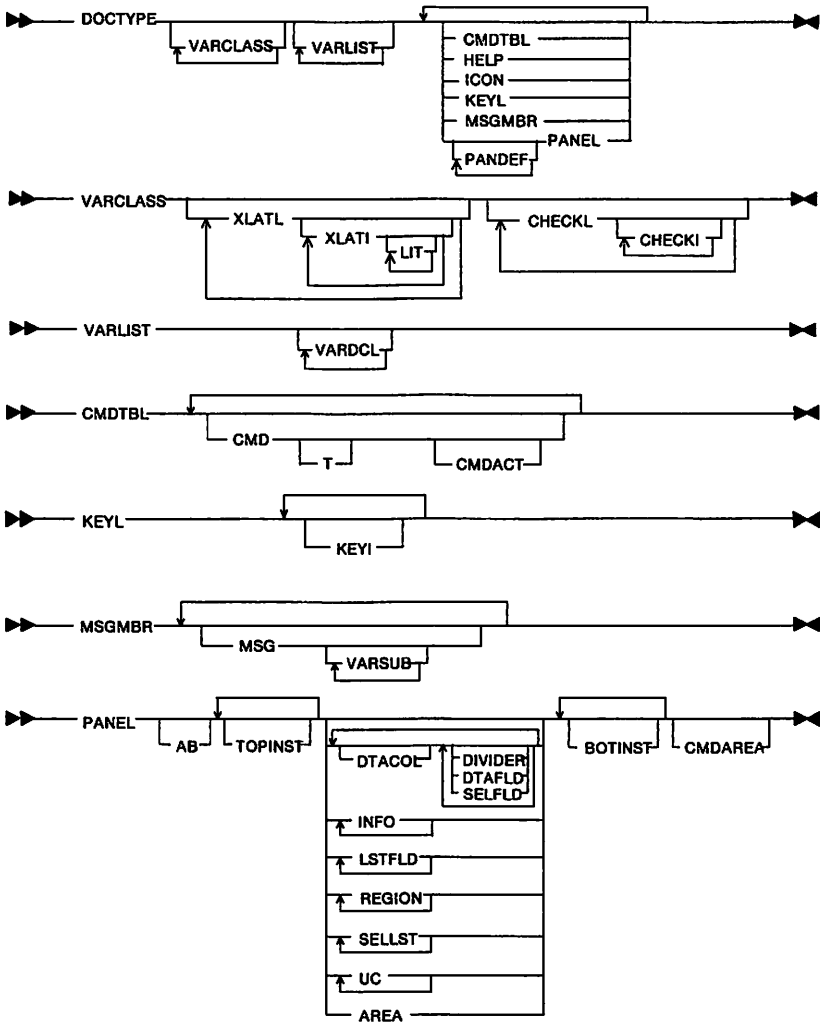 DOCTYPE
VARCLASS VARLIST
CMDTBL
HELP
ICON
KEYL
MSGMBR
PANEL
PANDEF
VARCLASS
XLATL CHECKL
XLATI CHECKI
LIT
VARLIST
VARDCL
CMDTBL
CMD
T CMDACT
KEYL
KEYI
MSGMBR
MSG
VARSUB
PANEL
AB TOPINST BOTINST CMDAREA
DTACOL DIVIDER
DTAFLD
SELFLD
INFO
LSTFLD
REGION
SELLST
UC
AREA